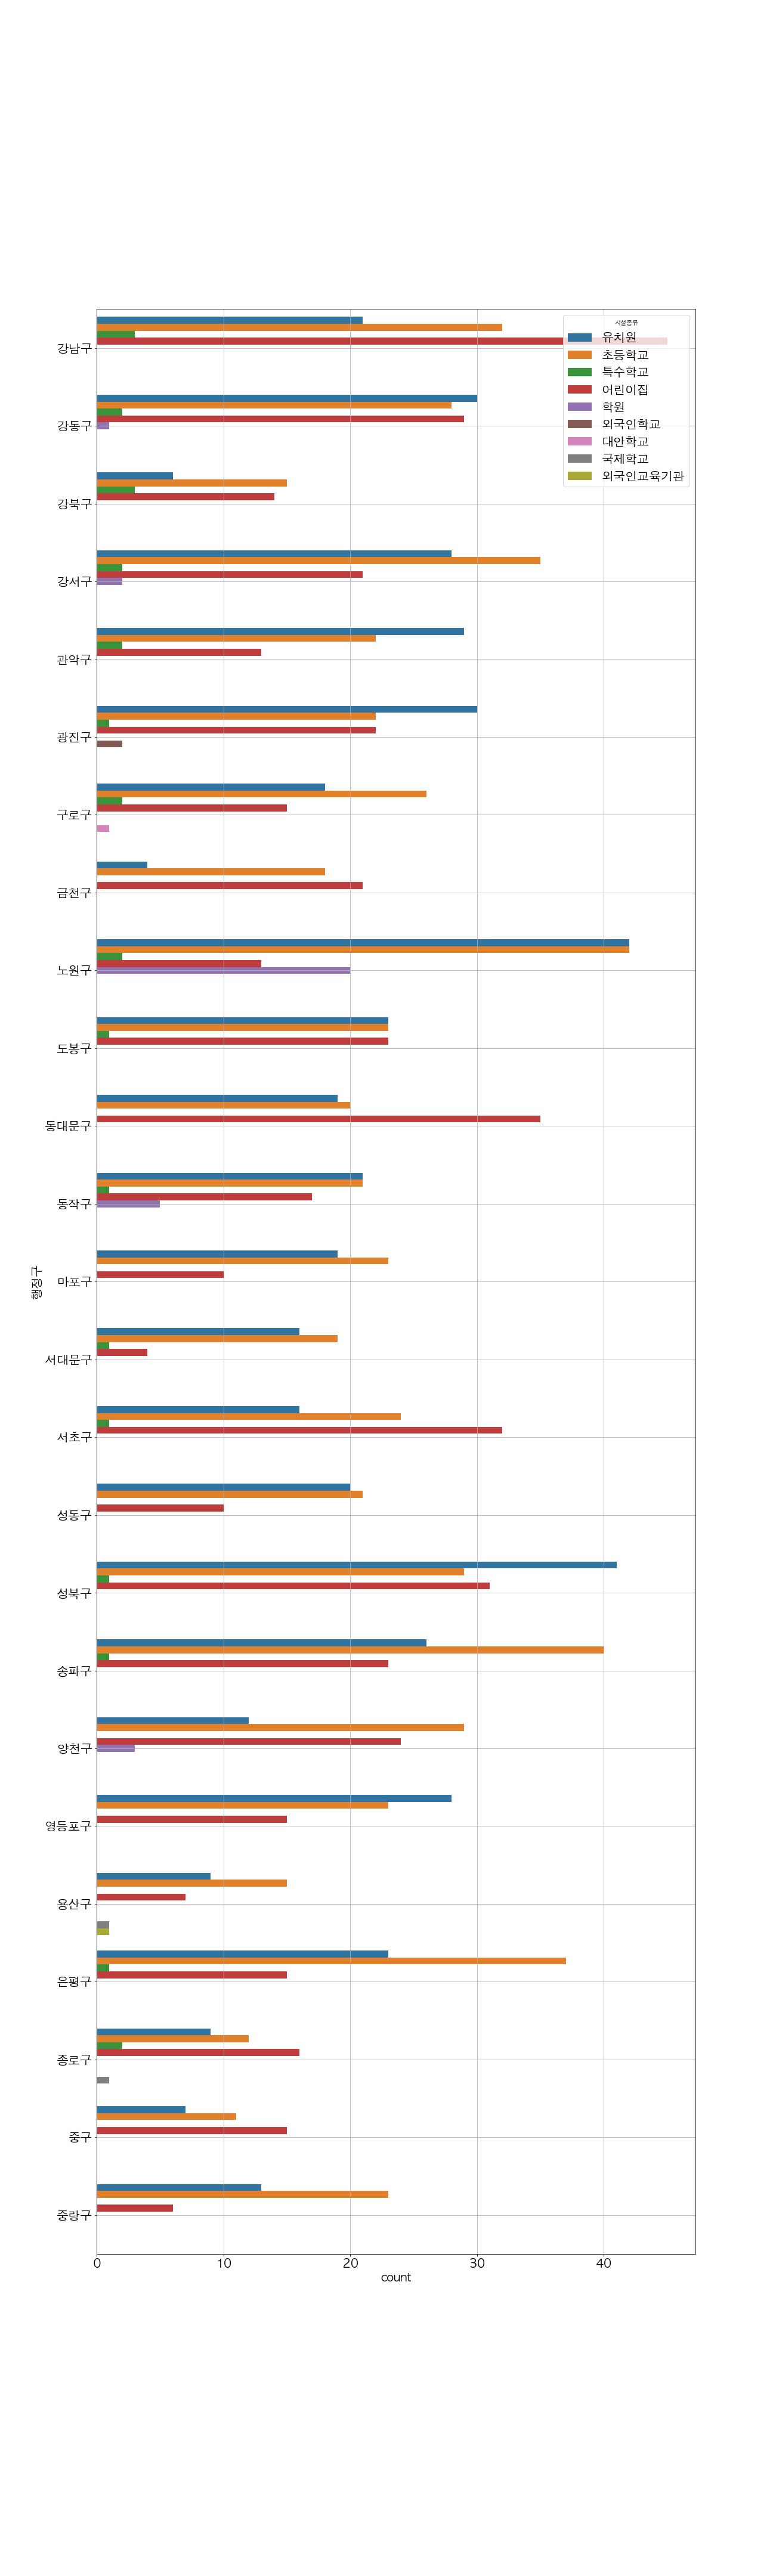 시설종류
유치원
초등학교
특수학교
어린이집
학원
외국인학교
대안학교
국제학교
외국인교육기관
강남구
강동구
강북구
강서구
관악구
광진구
구로구
금천구
노원구
도봉구
동대문구
동작구
마포구
서대문구
서초구
성동구
성북구
송파구
양천구
영등포구
용산구
은평구
종로구
중구
중랑구
행정구
0 10 20 30 40
count